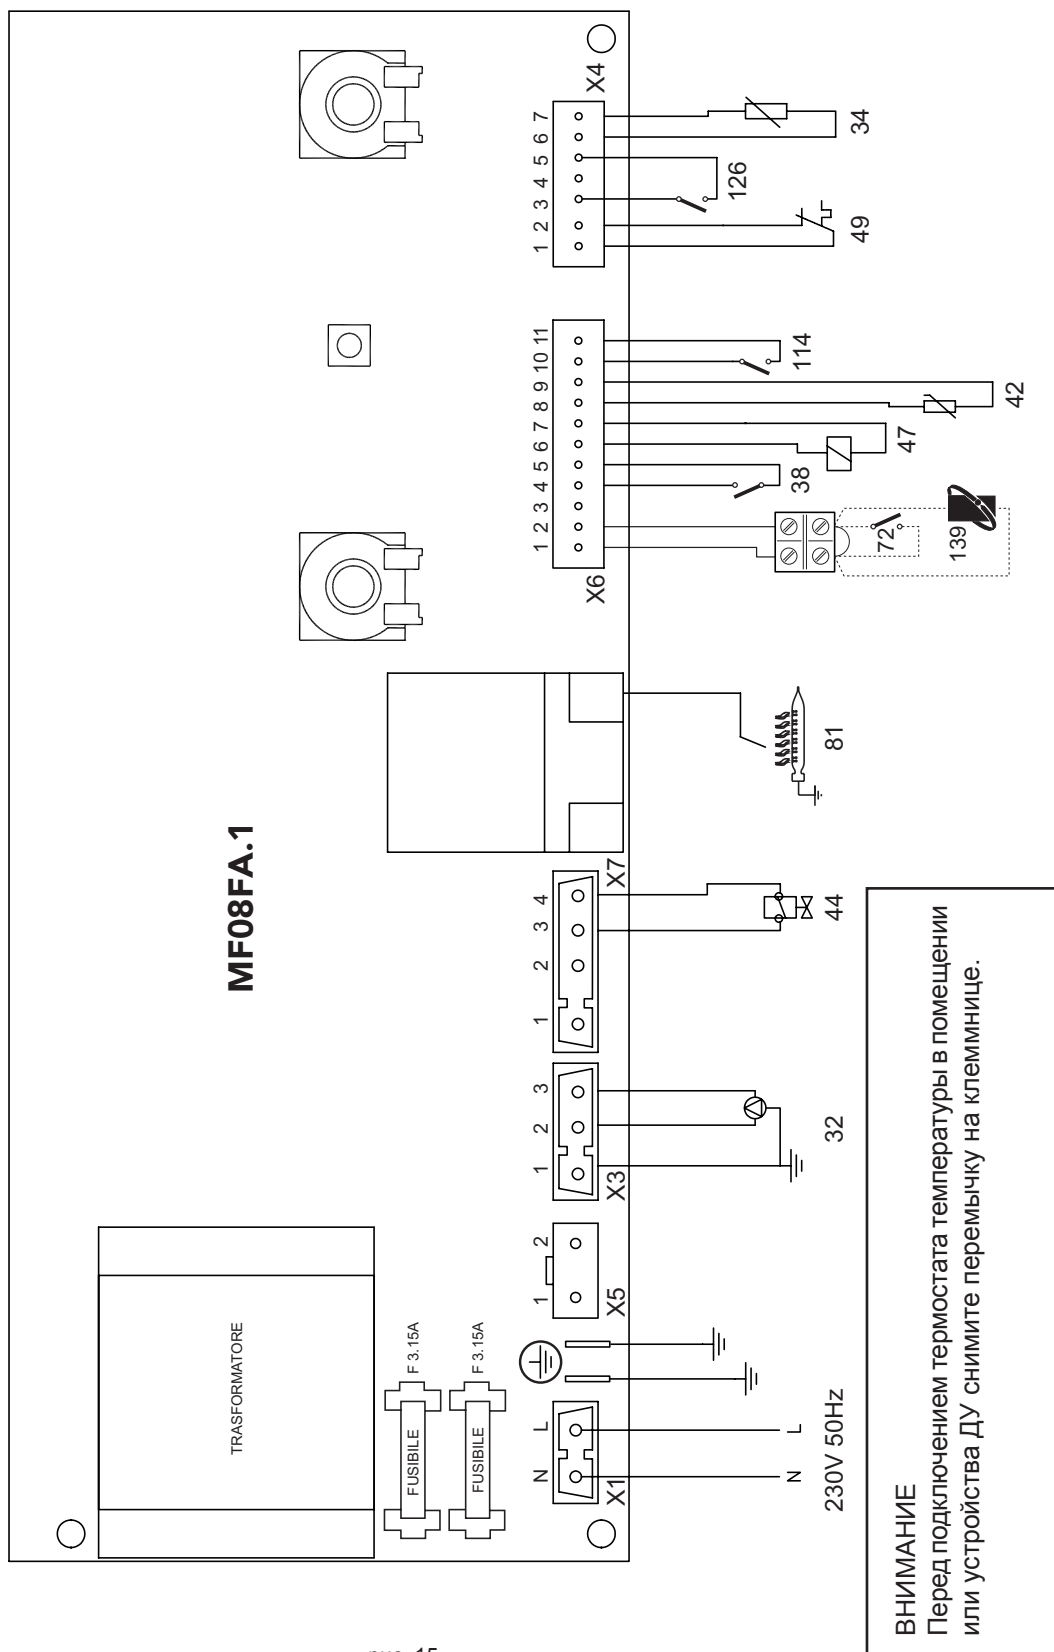 MF08FA.1
TRASFORMATORE
FUSIBILE F 3.15A
FUSIBILE F 3.15A
N L
X1
1 2
X5
1 2 3
X3
1 2 3 4
X7
1 2 3 4 5 6 7 8 9 10 11
X6
1 2 3 4 5 6 7
X4
N L
230V 50Hz
32
44
81
72
139
38
47
42
114
49
126
34
ВНИМАНИЕ
Перед подключением термостата температуры в помещении
или устройства ДУ снимите перемычку на клеммнице.